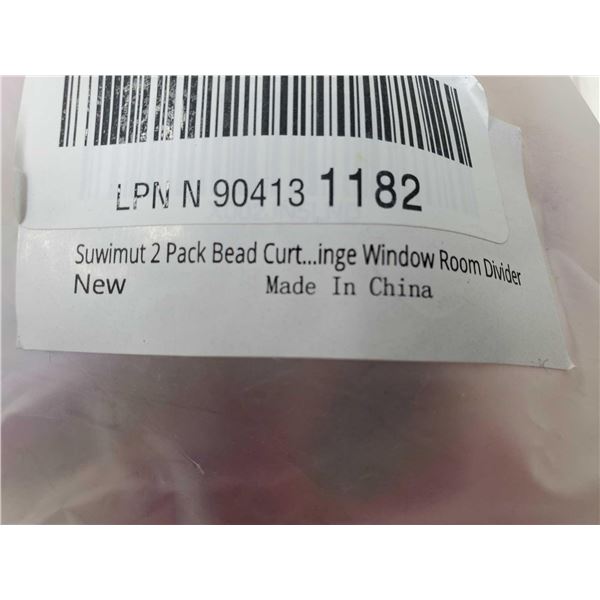 LPN N 90413 1182
Suwimut 2 Pack Bead Curt...inge Window Room Divider
New Made In China